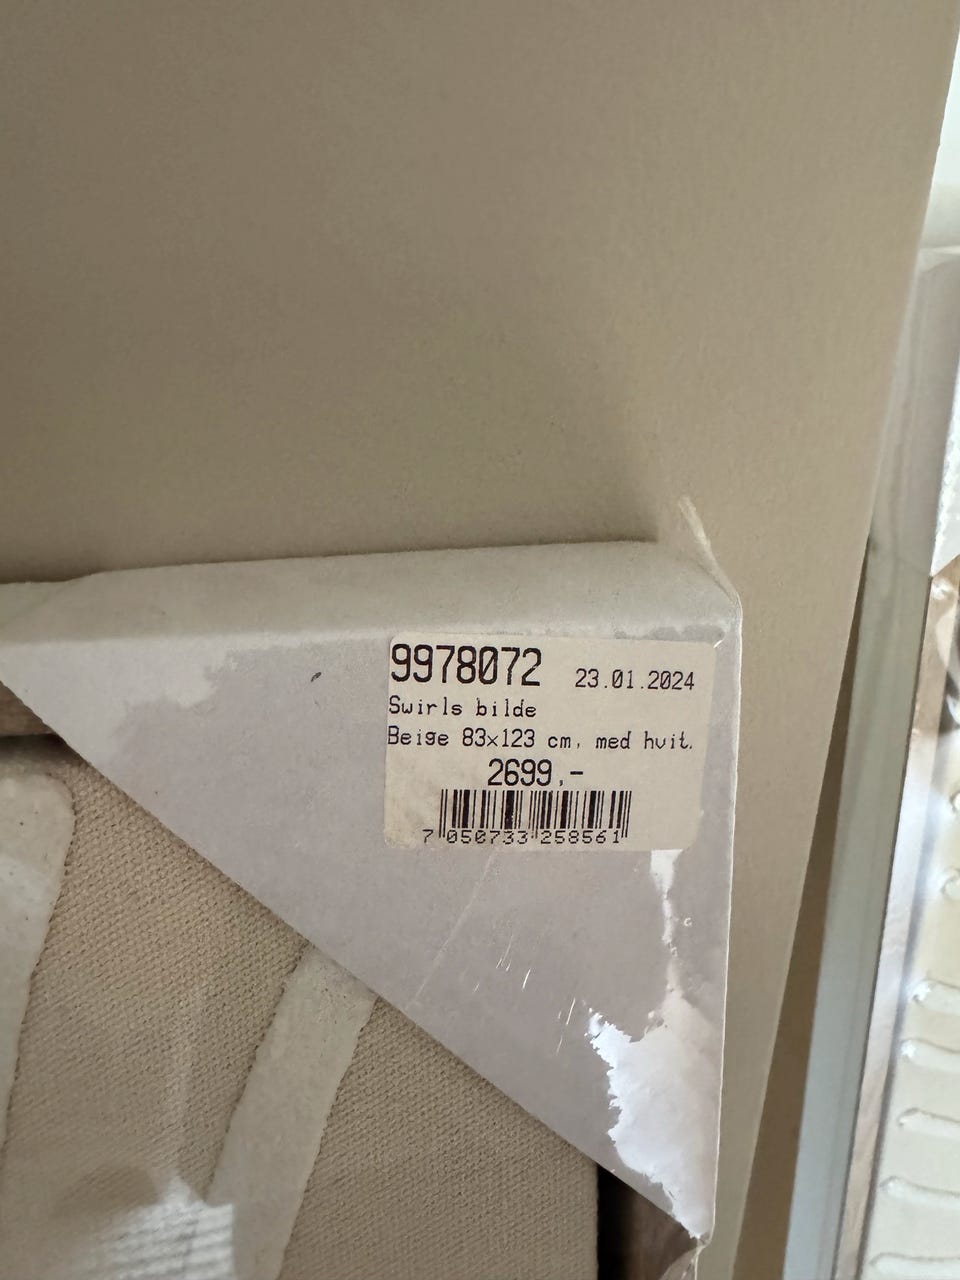 9978072 23.01.2024
Swirls bilde
Beige 83x123 cm, med hvit.
2699,-
7 050733 258561